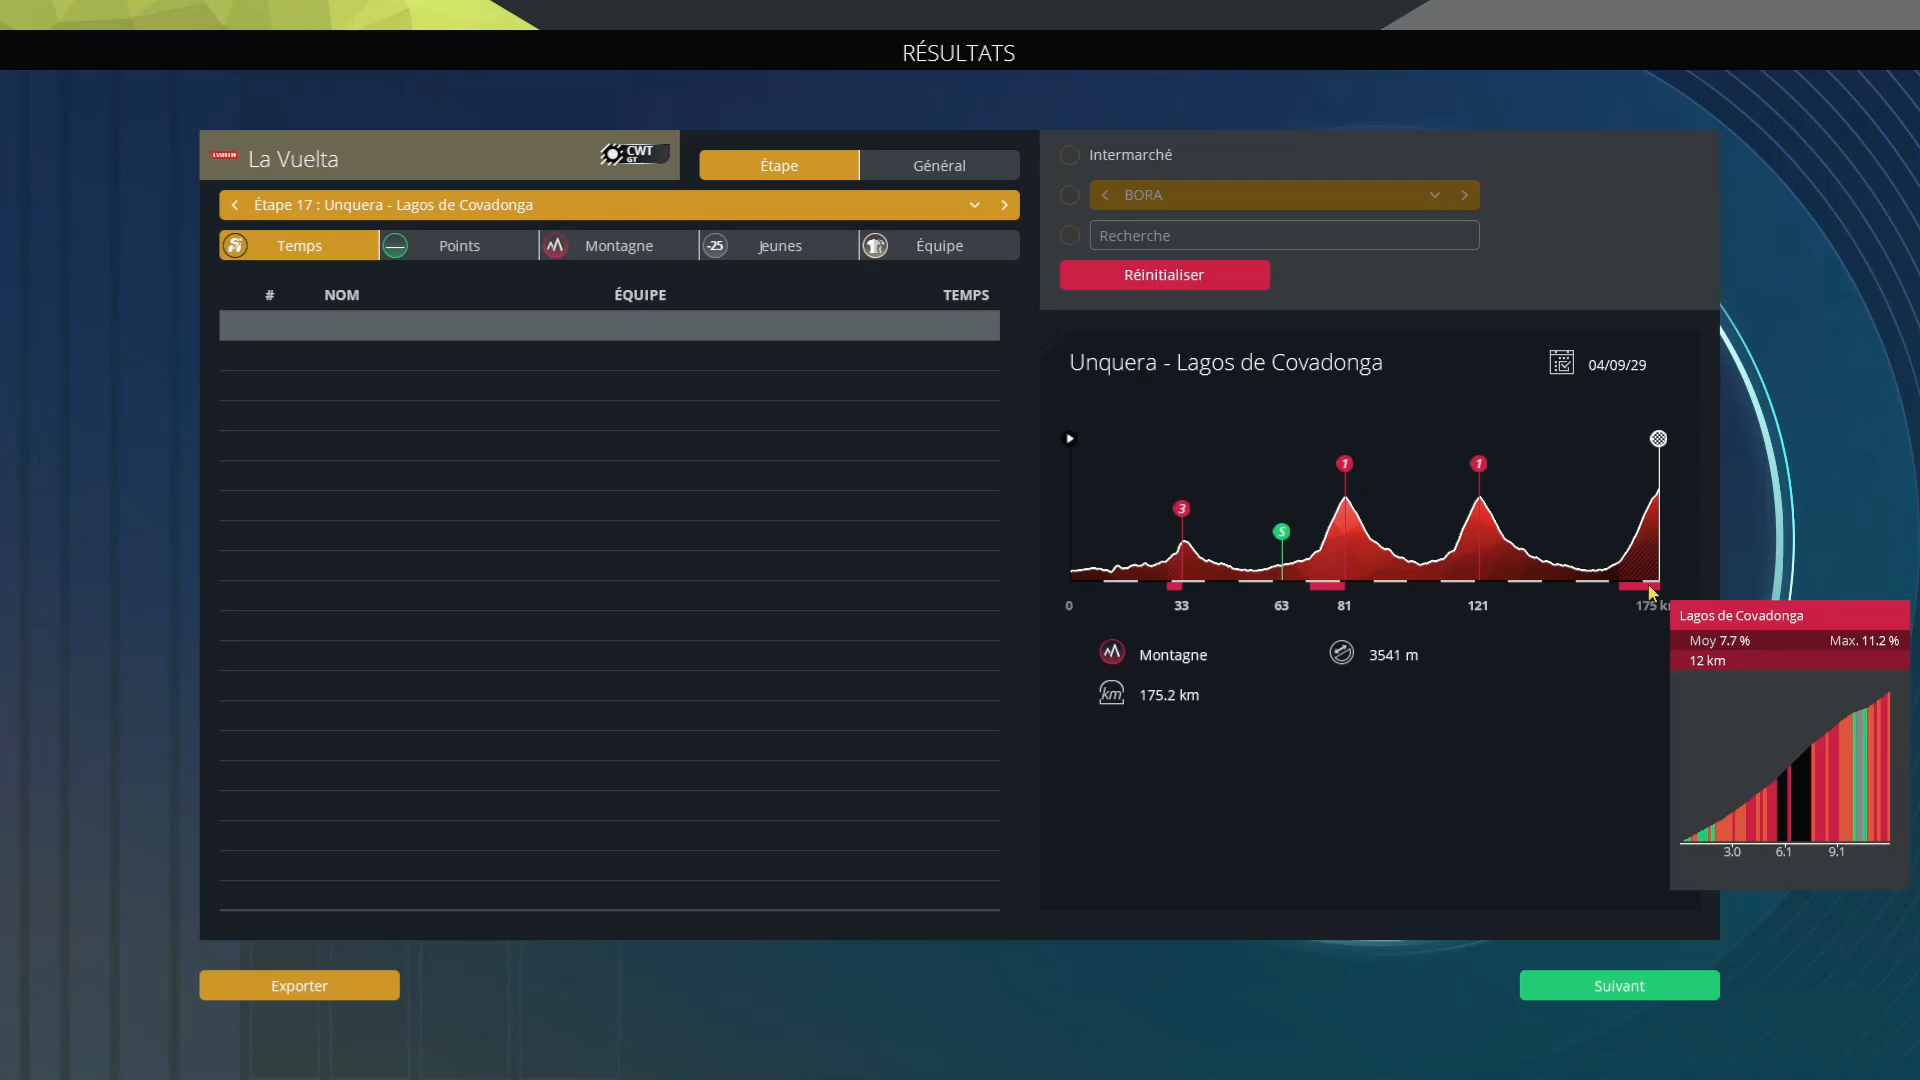 RÉSULTATS
La Vuelta
CWT
GT
Étape
Général
Étape 17 : Unquera - Lagos de Covadonga
Temps
Points
Montagne
-25
Jeunes
Équipe
#
NOM
ÉQUIPE
TEMPS
Intermarché
BORA
Recherche
Réinitialiser
Unquera - Lagos de Covadonga
04/09/29
3
S
1
1
0
33
63
81
121
175 k
Montagne
3541 m
km
175.2 km
Lagos de Covadonga
Moy 7.7 %
Max. 11.2 %
12 km
3.0
6.1
9.1
Exporter
Suivant